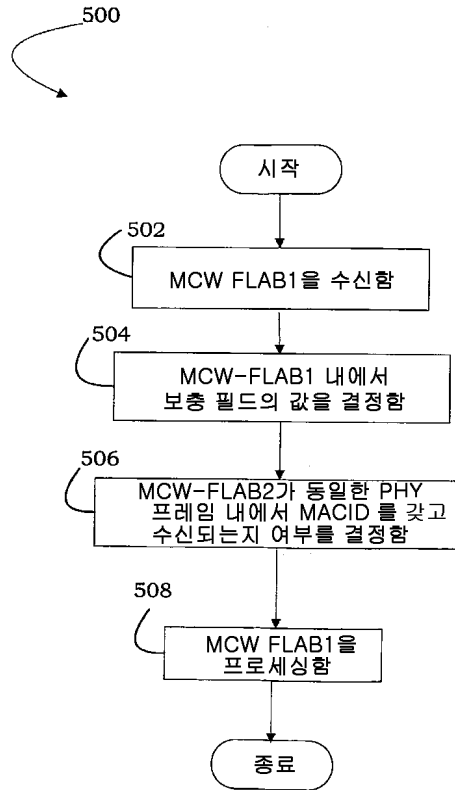 500
시작
502
MCW FLAB1을 수신함
504
MCW-FLAB1 내에서
보충 필드의 값을 결정함
506
MCW-FLAB2가 동일한 PHY
프레임 내에서 MACID 를 갖고
수신되는지 여부를 결정함
508
MCW FLAB1을
프로세싱함
종료